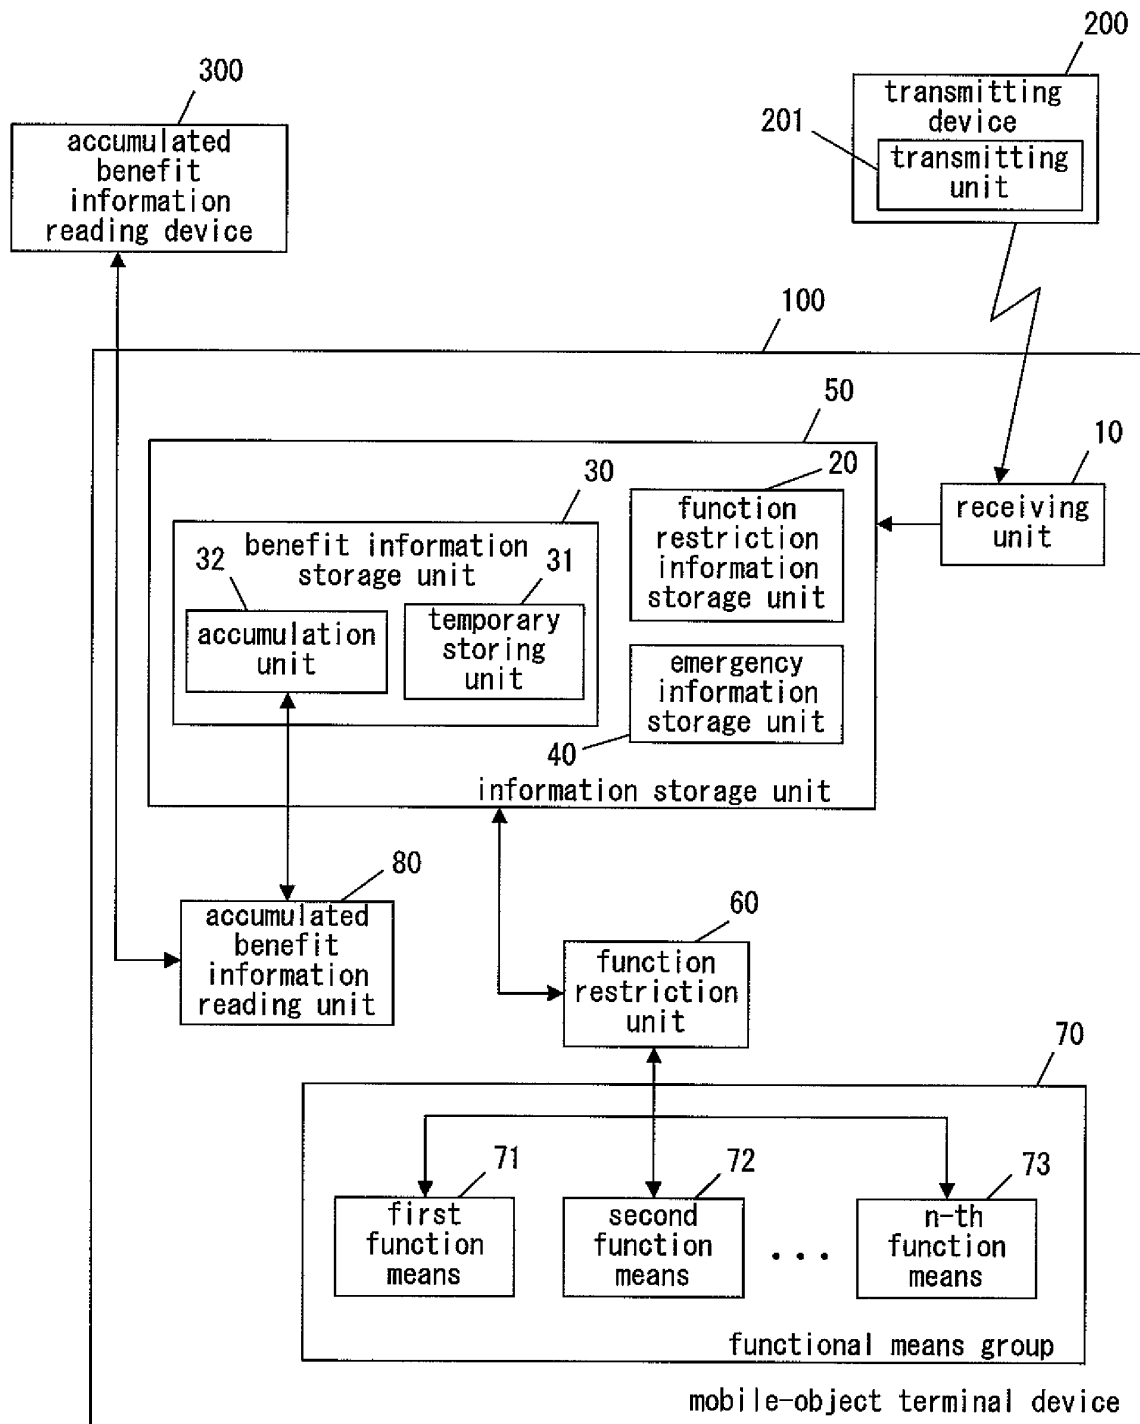 200
300
transmitting
device
201
transmitting
unit
accumulated
benefit
information
reading device
100
50
10
20
30
function
restriction
information
storage unit
receiving
unit
benefit information
storage unit
32
31
accumulation
unit
temporary
storing
unit
emergency
information
storage unit
40
information storage unit
80
60
accumulated
benefit
information
reading unit
function
restriction
unit
70
71
72
73
first
function
means
second
function
means
...
n-th
function
means
functional means group
mobile-object terminal device